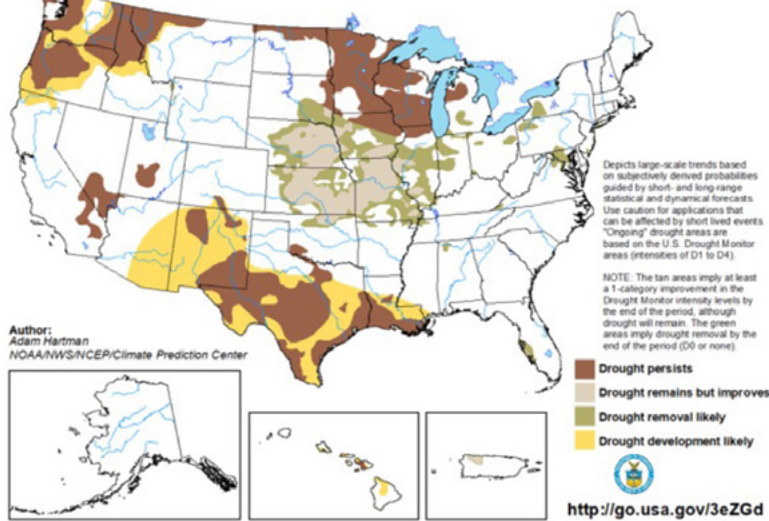 Depicts large-scale trends based
on subjectively derived probabilities
guided by short- and long-range
statistical and dynamical forecasts.
Use caution for applications that
can be affected by short lived events.
"Ongoing" drought areas are
based on the U.S. Drought Monitor
areas (intensities of D1 to D4).
NOTE: The tan areas imply at least
a 1-category improvement in the
Drought Monitor intensity levels by
the end of the period, although
drought will remain. The green
areas imply drought removal by the
end of the period (D0 or none).
Author:
Adam Hartman
NOAA/NWS/NCEP/Climate Prediction Center
Drought persists
Drought remains but improves
Drought removal likely
Drought development likely
http://go.usa.gov/3eZGd